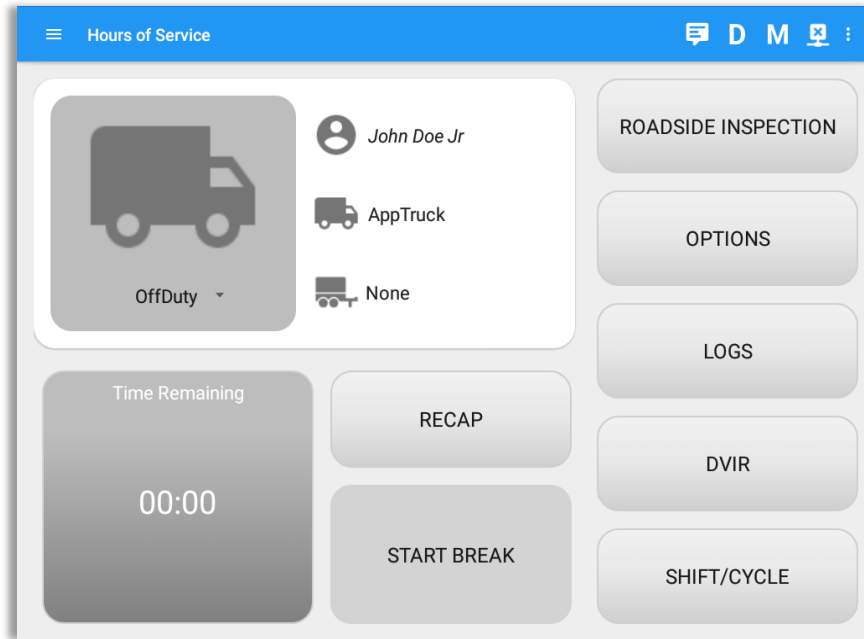 Hours of Service
D M
John Doe Jr
AppTruck
None
OffDuty
Time Remaining
00:00
RECAP
START BREAK
ROADSIDE INSPECTION
OPTIONS
LOGS
DVIR
SHIFT/CYCLE